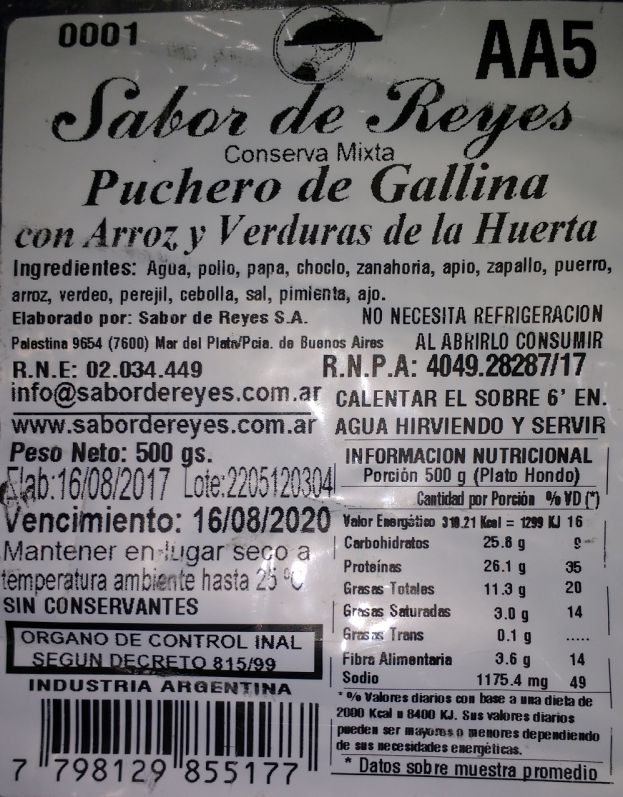 0001
AA5
Sabor de Reyes
Conserva Mixta
Puchero de Gallina
con Arroz y Verduras de la Huerta
Ingredientes: Agua, pollo, papa, choclo, zanahoria, apio, zapallo, puerro,
arroz, verdeo, perejil, cebolla, sal, pimienta, ajo.
Elaborado por: Sabor de Reyes S.A.
Palestina 9654 (7600) Mar del Plata/Pcia. de Buenos Aires
R.N.E: 02.034.449
info@sabordereyes.com.ar
www.sabordereyes.com.ar
NO NECESITA REFRIGERACION
AL ABRIRLO CONSUMIR
R.N.P.A: 4049.28287/17
CALENTAR EL SOBRE 6' EN.
AGUA HIRVIENDO Y SERVIR
Peso Neto: 500 gs.
Elab:16/08/2017 Lote:2205120304
Vencimiento: 16/08/2020
Mantener en lugar seco a
temperatura ambiente hasta 25 ºC
SIN CONSERVANTES
ORGANO DE CONTROL INAL
SEGUN DECRETO 815/99
INDUSTRIA ARGENTINA
7 798129 855177
INFORMACION NUTRICIONAL
Porción 500 g (Plato Hondo)
Cantidad por Porción % VD (*)
Valor Energético 310.21 Kcal = 1299 KJ 16
Carbohidratos 25.8 g 9
Proteínas 26.1 g 35
Grasas Totales 11.3 g 20
Grasas Saturadas 3.0 g 14
Grasas Trans 0.1 g .....
Fibra Alimentaria 3.6 g 14
Sodio 1175.4 mg 49
* % Valores diarios con base a una dieta de
2000 Kcal u 8400 KJ. Sus valores diarios
pueden ser mayores o menores dependiendo
de sus necesidades energéticas.
* Datos sobre muestra promedio